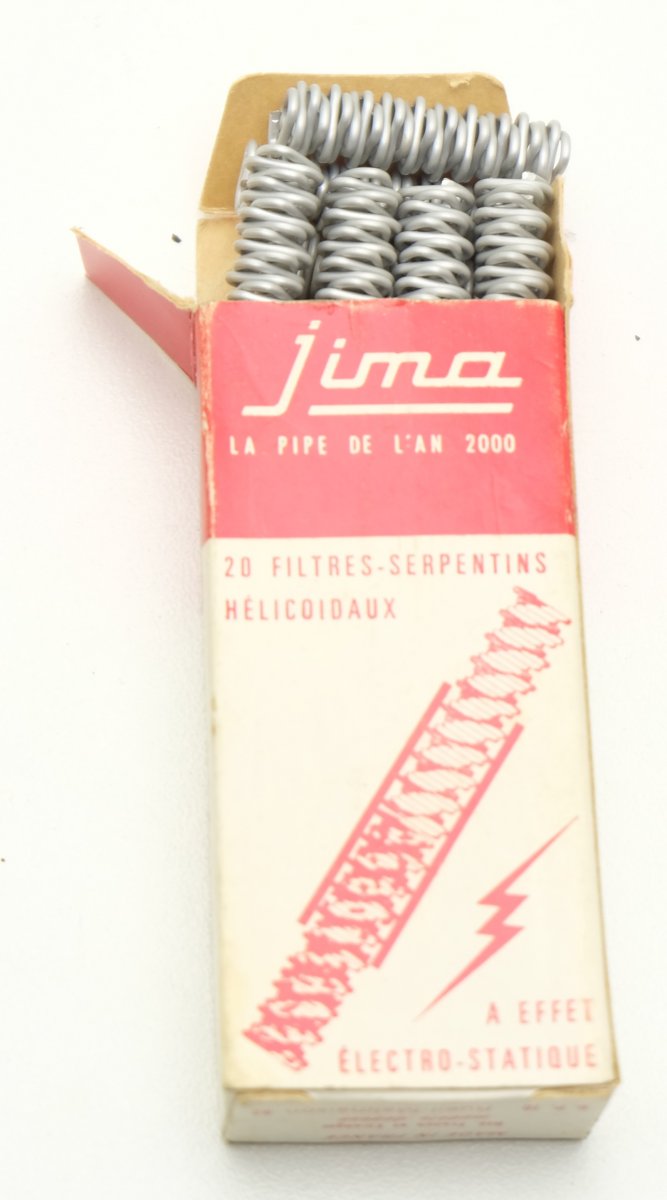 jima
LA PIPE DE L'AN 2000
20 FILTRES-SERPENTINS
HÉLICOIDAUX
A EFFET
ÉLECTRO-STATIQUE